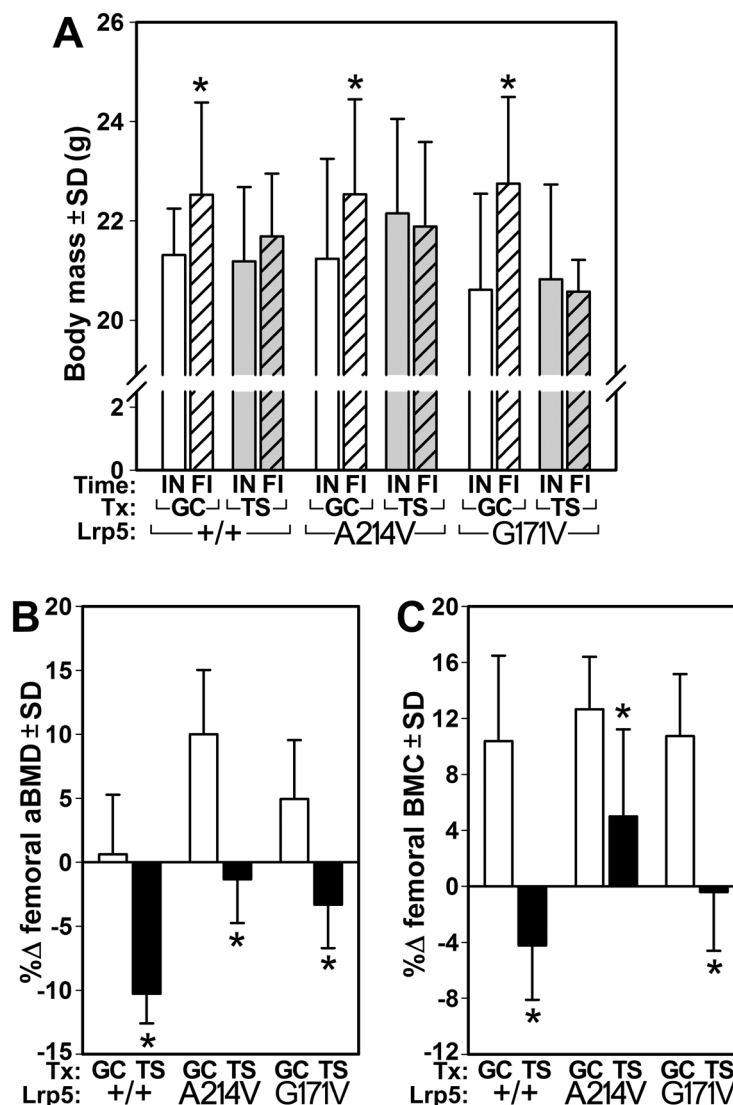 A
Body mass ± SD (g)
26
24
22
20
2
0
* * *
Time: IN FI IN FI IN FI IN FI IN FI IN FI
Tx: GC TS GC TS GC TS
Lrp5: +/+ A214V G171V
B
%Δ femoral aBMD ± SD
20
15
10
5
0
-5
-10
-15
* * *
Tx: GC TS GC TS GC TS
Lrp5: +/+ A214V G171V
C
%Δ femoral BMC ± SD
20
16
12
8
4
0
-4
-8
-12
* * *
Tx: GC TS GC TS GC TS
Lrp5: +/+ A214V G171V